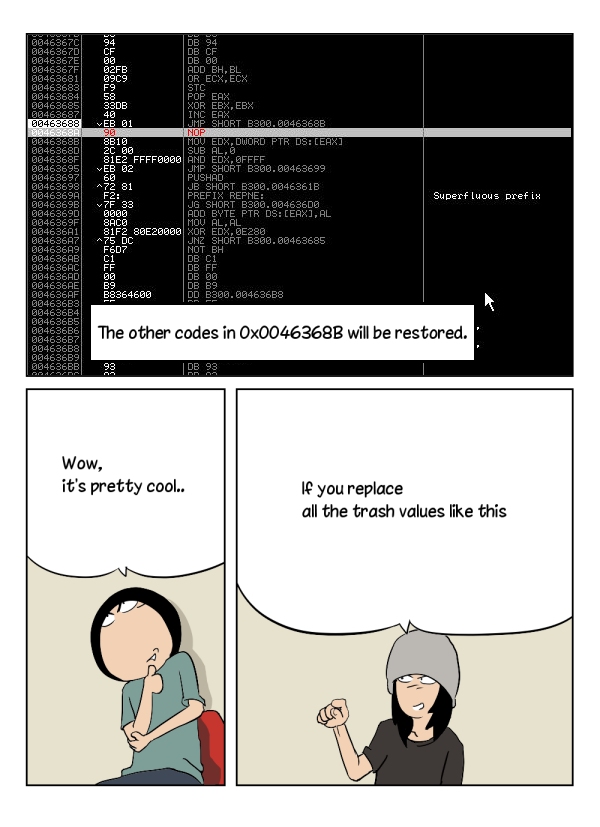 0046367C 94 DB 94
0046367D CF DB CF
0046367E 00 DB 00
0046367F 02FB ADD BH,BL
00463681 09C9 OR ECX,ECX
00463683 F9 STC
00463684 58 POP EAX
00463685 33DB XOR EBX,EBX
00463687 40 INC EAX
00463688 EB 01 JMP SHORT B300.0046368B
0046368A 90 NOP
0046368B 8B10 MOV EDX,DWORD PTR DS:[EAX]
0046368D 2C 00 SUB AL,0
0046368F 81E2 FFFF0000 AND EDX,0FFFF
00463695 EB 02 JMP SHORT B300.00463699
00463697 60 PUSHAD
00463698 ^72 81 JB SHORT B300.0046361B
0046369A F2: PREFIX REPNE: Superfluous prefix
0046369B 7F 33 JG SHORT B300.004636D0
0046369D 0000 ADD BYTE PTR DS:[EAX],AL
0046369F 8AC0 MOV AL,AL
004636A1 81F2 80E20000 XOR EDX,0E280
004636A7 ^75 DC JNZ SHORT B300.00463685
004636A9 F6D7 NOT BH
004636AB C1 DB C1
004636AC FF DB FF
004636AD 00 DB 00
004636AE B9 DB B9
004636AF B8364600 DD B300.004636B8
004636B3
004636B4
004636B5
004636B6
004636B7
004636B8
004636B9
The other codes in 0x0046368B will be restored.
004636BB 93 DB 93
Wow,
it's pretty cool..
If you replace
all the trash values like this